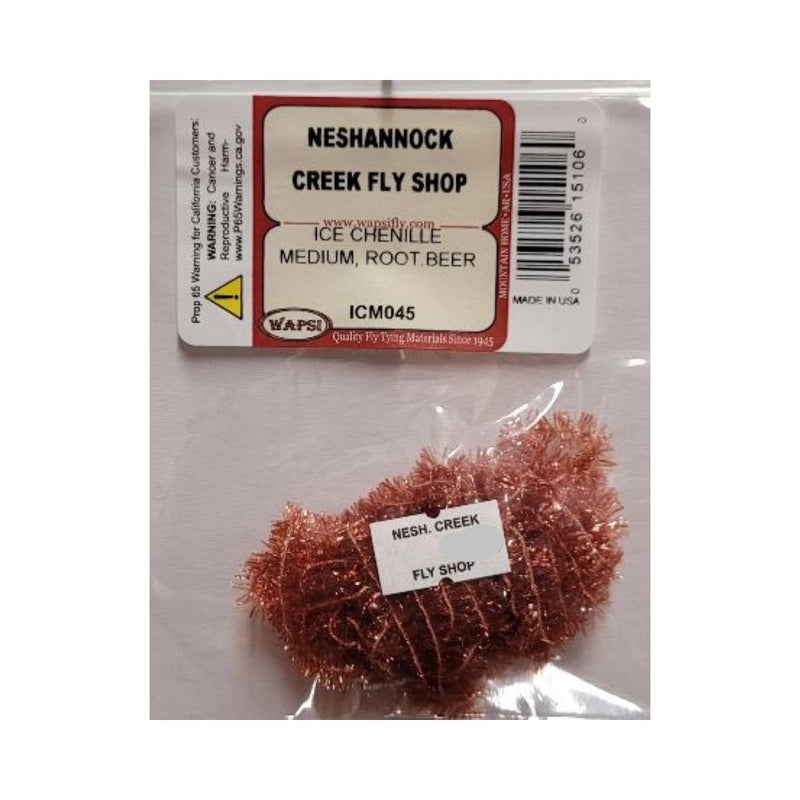 Prop 65 Warning for California Customers:
WARNING: Cancer and
Reproductive Harm-
www.P65Warnings.ca.gov
NESHANNOCK
CREEK FLY SHOP
www.wapsifly.com
ICE CHENILLE
MEDIUM, ROOT BEER
ICM045
WAPSI
Quality Fly Tying Materials Since 1945
MOUNTAIN HOME • AR • USA
0 53526 15106 0
MADE IN USA
NESH. CREEK
FLY SHOP